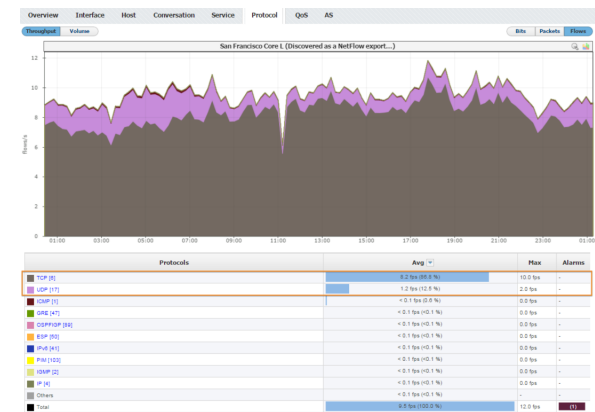 Overview Interface Host Conversation Service Protocol QoS AS
Throughput Volume Bits Packets Flows
San Francisco Core L (Discovered as a NetFlow export...)
12
10
8
6
4
2
0
flows/s
01:00 03:00 05:00 07:00 09:00 11:00 13:00 15:00 17:00 19:00 21:00 23:00 01:00
Protocols Avg Max Alarms
TCP [6] 8.2 fps (85.8 %) 10.0 fps -
UDP [17] 1.2 fps (12.5 %) 2.0 fps -
ICMP [1] < 0.1 fps (0.6 %) 0.0 fps -
GRE [47] < 0.1 fps (<0.1 %) 0.0 fps -
OSPFIGP [89] < 0.1 fps (<0.1 %) 0.0 fps -
ESP [50] < 0.1 fps (<0.1 %) 0.0 fps -
IPv6 [41] < 0.1 fps (<0.1 %) 0.0 fps -
PIM [103] < 0.1 fps (<0.1 %) 0.0 fps -
IGMP [2] < 0.1 fps (<0.1 %) 0.0 fps -
IP [4] < 0.1 fps (<0.1 %) 0.0 fps -
Others < 0.1 fps (<0.1 %) - -
Total fps (100.0 %) 12.0 fps (1)